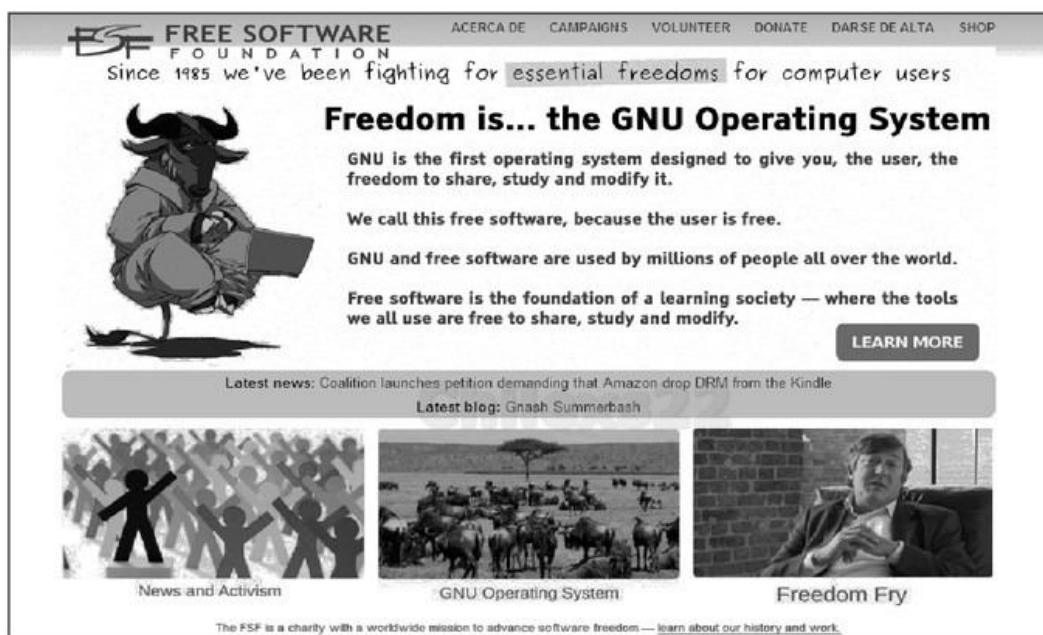 FREE SOFTWARE
FOUNDATION
ACERCA DE CAMPAIGNS VOLUNTEER DONATE DARSE DE ALTA SHOP
Since 1985 we've been fighting for essential freedoms for computer users
Freedom is... the GNU Operating System
GNU is the first operating system designed to give you, the user, the
freedom to share, study and modify it.
We call this free software, because the user is free.
GNU and free software are used by millions of people all over the world.
Free software is the foundation of a learning society — where the tools
we all use are free to share, study and modify.
LEARN MORE
Latest news: Coalition launches petition demanding that Amazon drop DRM from the Kindle
Latest blog: Gnash Summerbash
News and Activism
GNU Operating System
Freedom Fry
The FSF is a charity with a worldwide mission to advance software freedom — learn about our history and work.